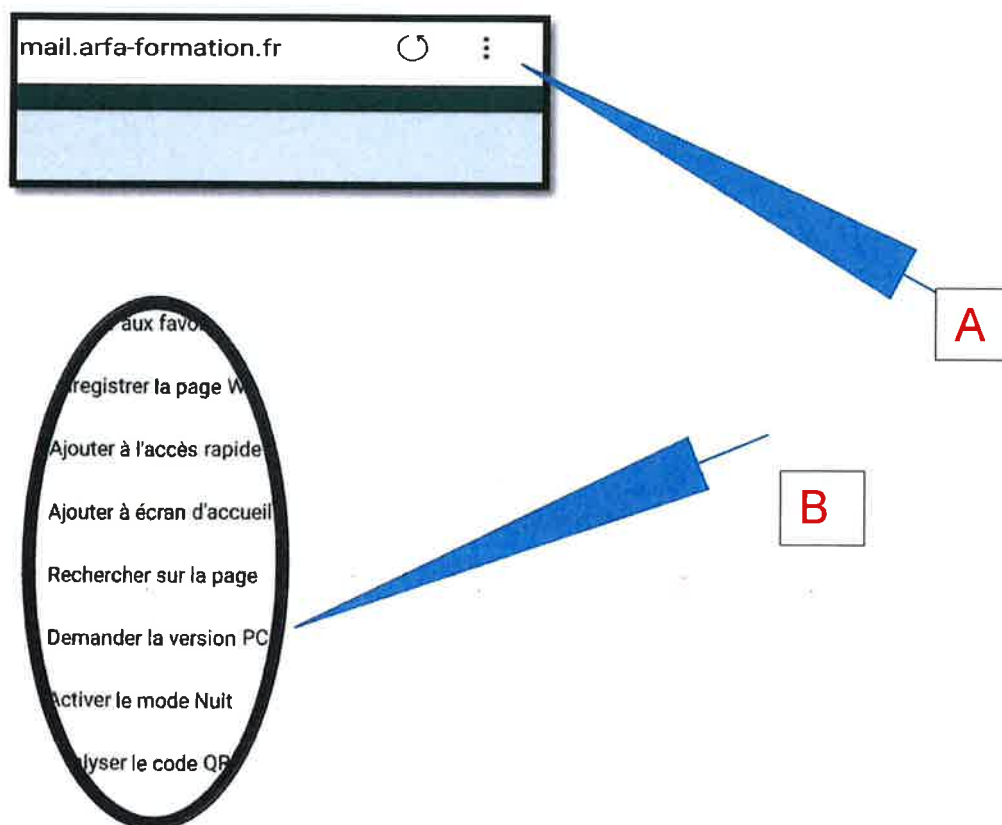 mail.arfa-formation.fr
A
aux favo
registrer la page W
Ajouter à l'accès rapide
Ajouter à écran d'accueil
B
Rechercher sur la page
Demander la version PC
Activer le mode Nuit
lyser le code QR